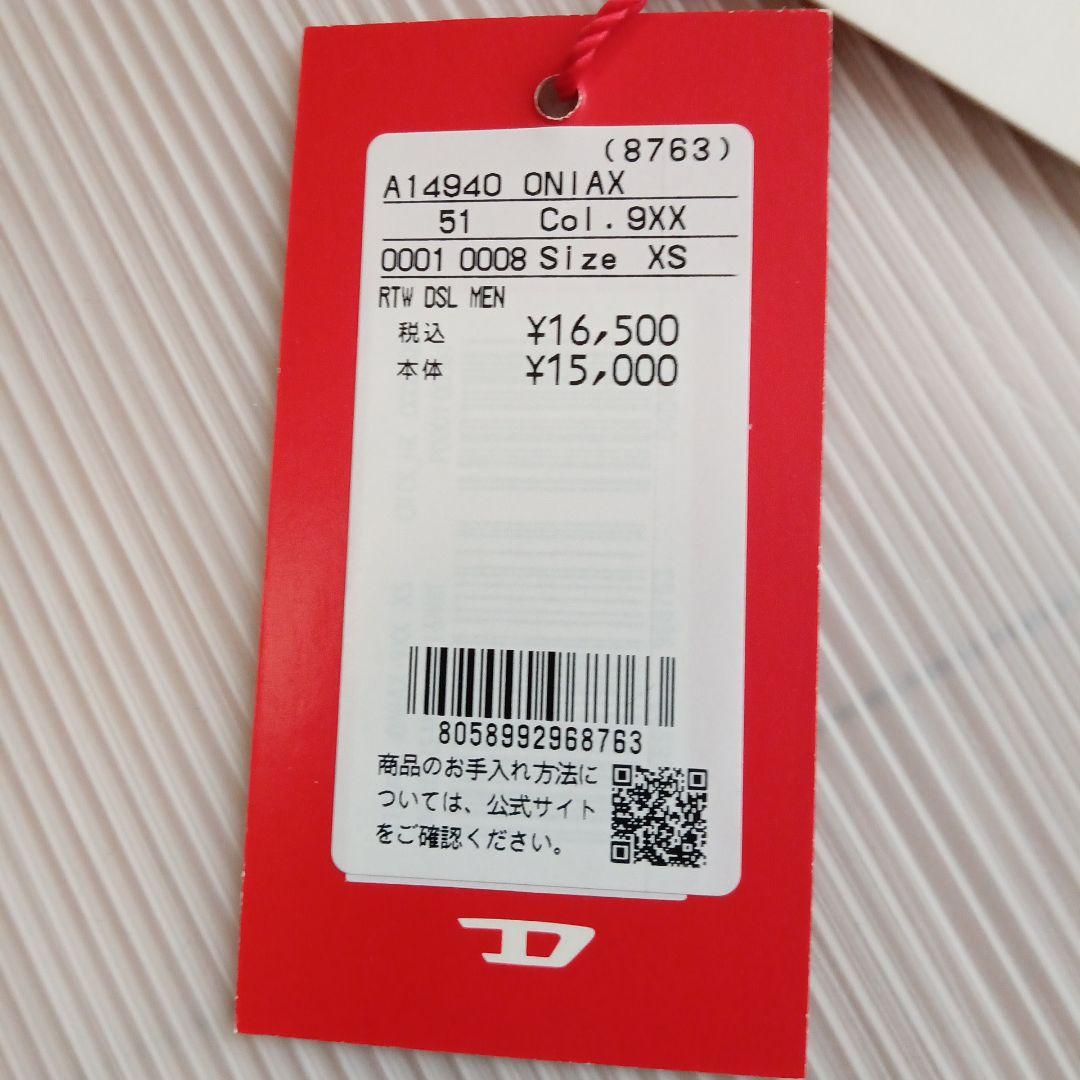 (8763)
A14940 ONIAX
51 Col.9XX
0001 0008 Size XS
RTW DSL MEN
税込 ¥16,500
本体 ¥15,000
8058992968763
商品のお手入れ方法に
ついては、公式サイト
をご確認ください。